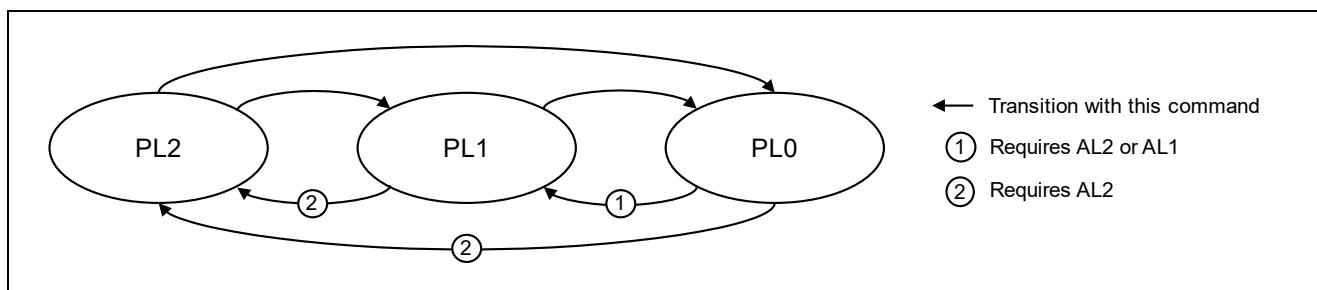 PL2
PL1
PL0
2
1
2
Transition with this command
1 Requires AL2 or AL1
2 Requires AL2